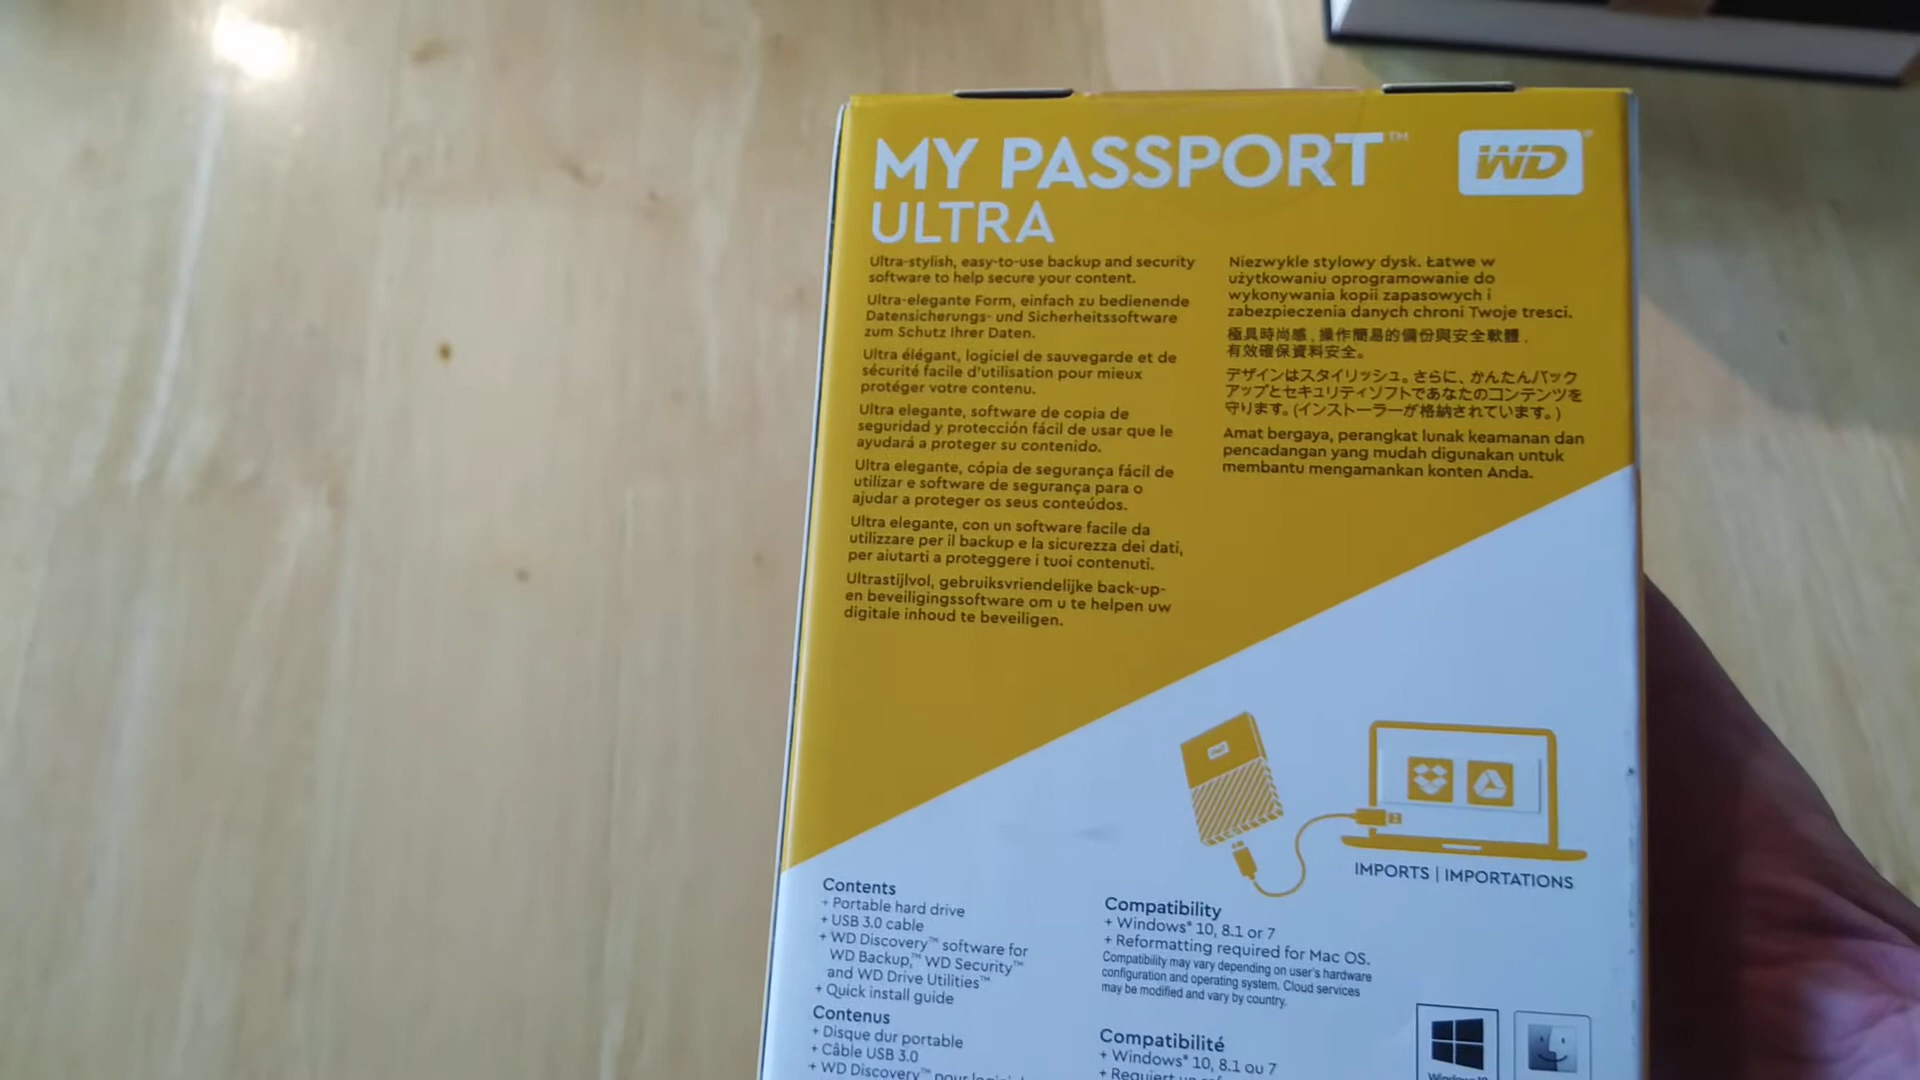 MY PASSPORT™
WD®
ULTRA
Ultra-stylish, easy-to-use backup and security
software to help secure your content.
Ultra-elegante Form, einfach zu bedienende
Datensicherungs- und Sicherheitssoftware
zum Schutz Ihrer Daten.
Ultra élégant, logiciel de sauvegarde et de
sécurité facile d'utilisation pour mieux
protéger votre contenu.
Ultra elegante, software de copia de
seguridad y protección fácil de usar que le
ayudará a proteger su contenido.
Ultra elegante, cópia de segurança fácil de
utilizar e software de segurança para o
ajudar a proteger os seus conteúdos.
Ultra elegante, con un software facile da
utilizzare per il backup e la sicurezza dei dati,
per aiutarti a proteggere i tuoi contenuti.
Ultrastijlvol, gebruiksvriendelijke back-up-
en beveiligingssoftware om u te helpen uw
digitale inhoud te beveiligen.
Niezwykle stylowy dysk. Łatwe w
użytkowaniu oprogramowanie do
wykonywania kopii zapasowych i
zabezpieczenia danych chroni Twoje tresci.
極具時尚感，操作簡易的備份與安全軟體，
有效確保資料安全。
デザインはスタイリッシュ。さらに、かんたんバック
アップとセキュリティソフトであなたのコンテンツを
守ります。(インストーラーが格納されています。)
Amat bergaya, perangkat lunak keamanan dan
pencadangan yang mudah digunakan untuk
membantu mengamankan konten Anda.
IMPORTS | IMPORTATIONS
Contents
+ Portable hard drive
+ USB 3.0 cable
+ WD Discovery™ software for
WD Backup,™ WD Security™
and WD Drive Utilities™
+ Quick install guide
Contenus
+ Disque dur portable
+ Câble USB 3.0
+ WD Discovery™ pour
Compatibility
+ Windows® 10, 8.1 or 7
+ Reformatting required for Mac OS.
Compatibility may vary depending on user's hardware
configuration and operating system. Cloud services
may be modified and vary by country.
Compatibilité
+ Windows® 10, 8.1 ou 7
+ Requiert un